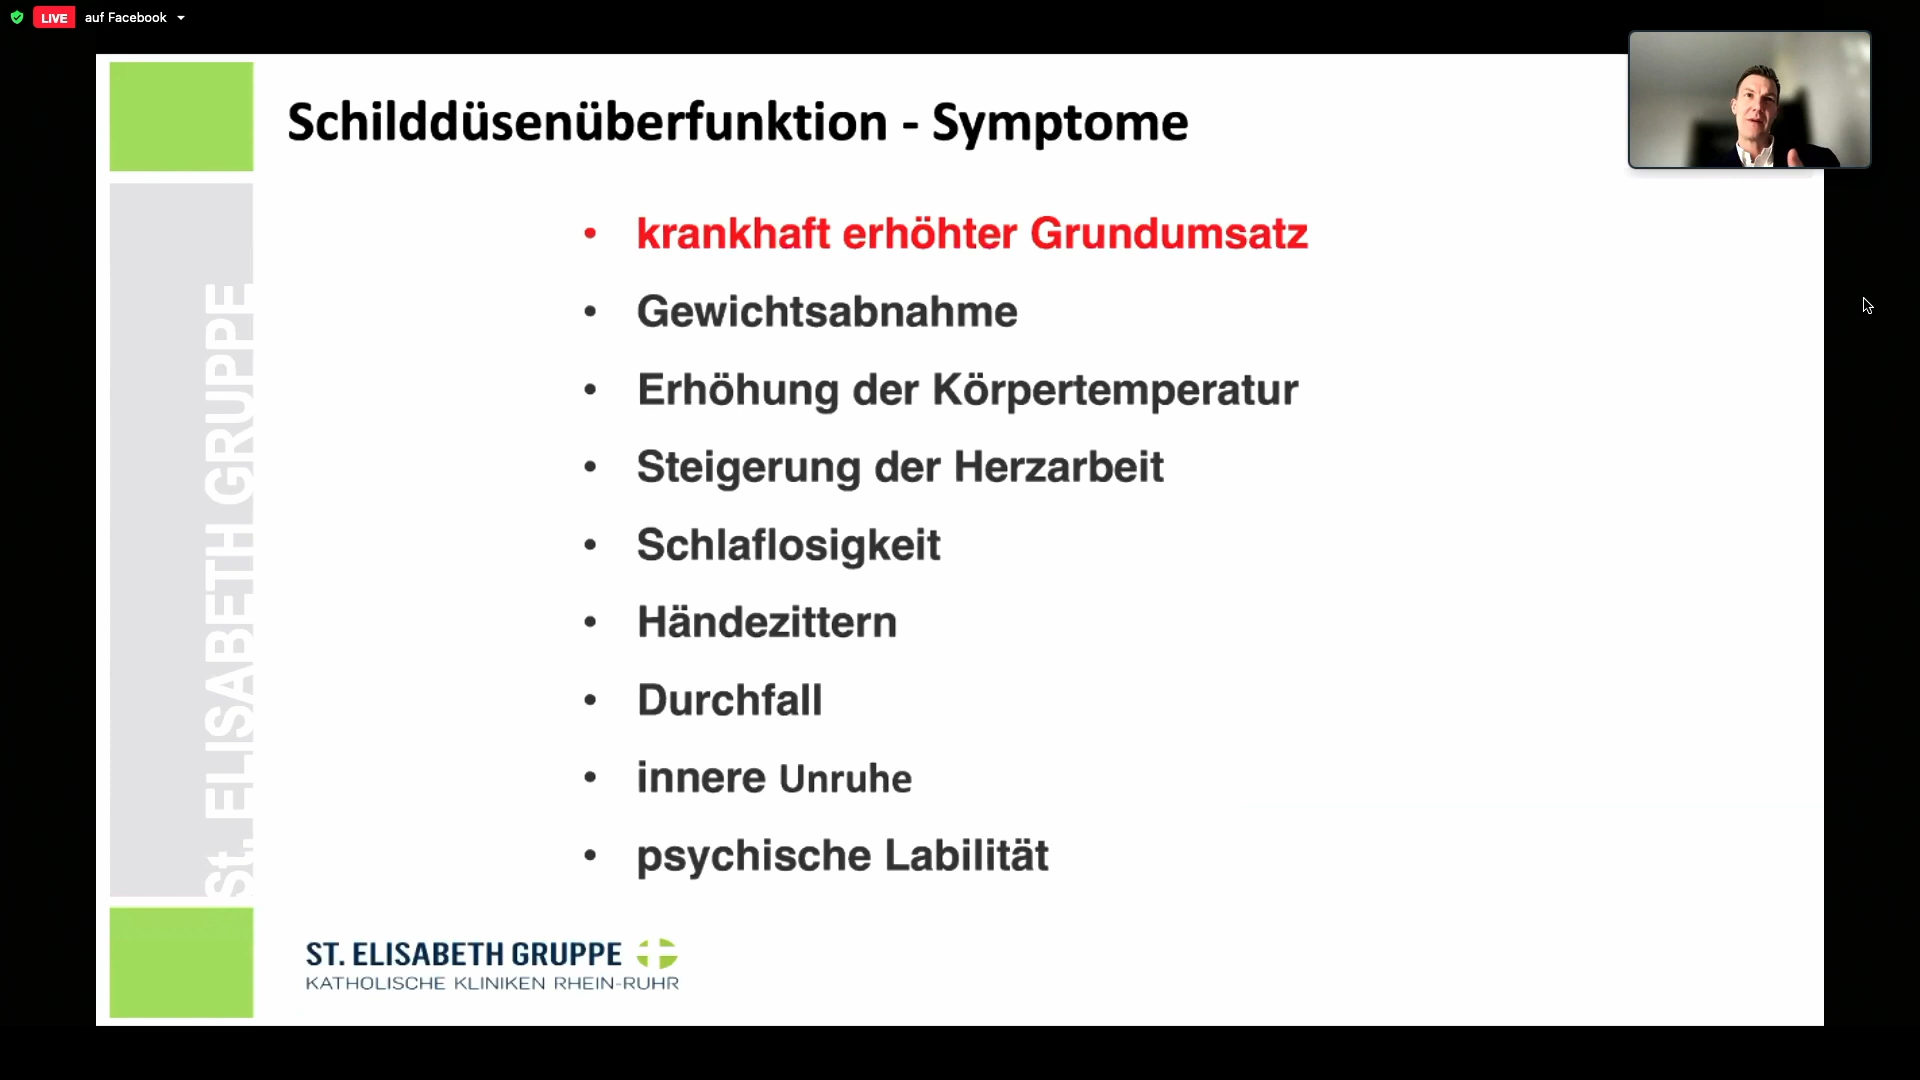 LIVE auf Facebook
Schilddüsenüberfunktion - Symptome
• krankhaft erhöhter Grundumsatz
• Gewichtsabnahme
• Erhöhung der Körpertemperatur
• Steigerung der Herzarbeit
• Schlaflosigkeit
• Händezittern
• Durchfall
• innere Unruhe
• psychische Labilität
St. ELISABETH GRUPPE
ST. ELISABETH GRUPPE
KATHOLISCHE KLINIKEN RHEIN-RUHR